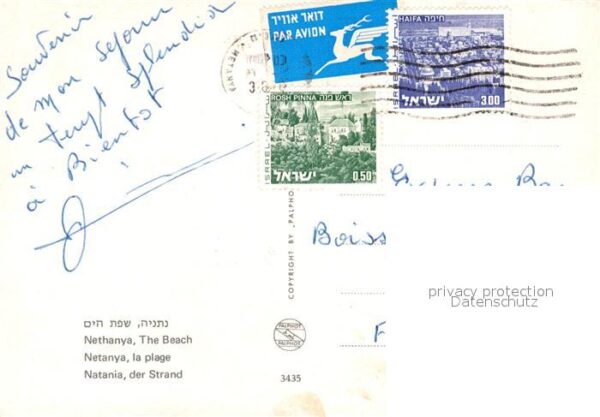 Souvenir
de mon sejour
un temps splendide
à Bientot
דואר אוויר
PAR AVION
HAIFA חיפה
ISRAEL
ישראל 3.00
ROSH PINNA ראש פנה
ISRAEL
ישראל 0.50
Boiss
F
COPYRIGHT BY PALPHOT
privacy protection
Datenschutz
נתניה, שפת הים
Nethanya, The Beach
Netanya, la plage
Natania, der Strand
PALPHOT
3435